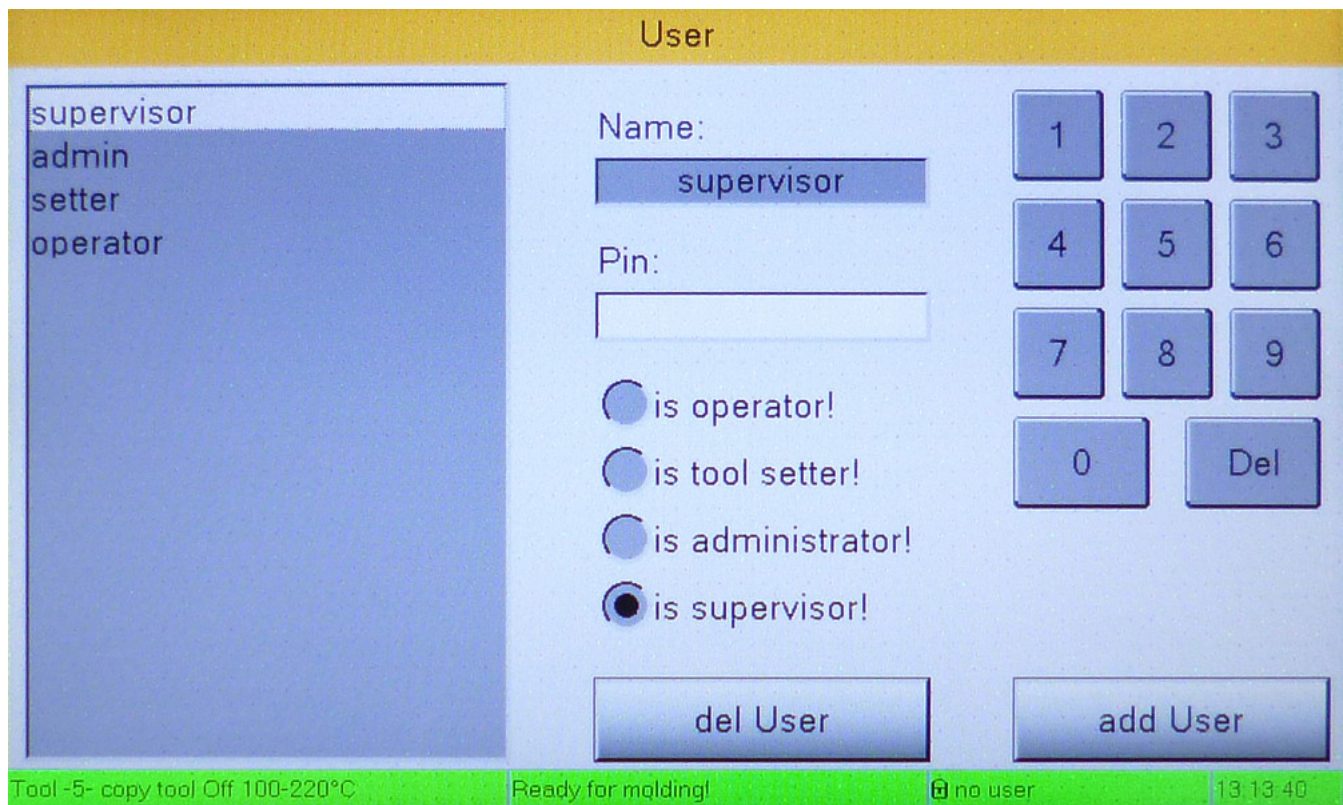 User
supervisor
admin
setter
operator
Name:
supervisor
Pin:
is operator!
is tool setter!
is administrator!
is supervisor!
1 2 3
4 5 6
7 8 9
0 Del
del User
add User
Tool -5- copy tool Off 100-220°C
Ready for molding!
no user
13:13:40